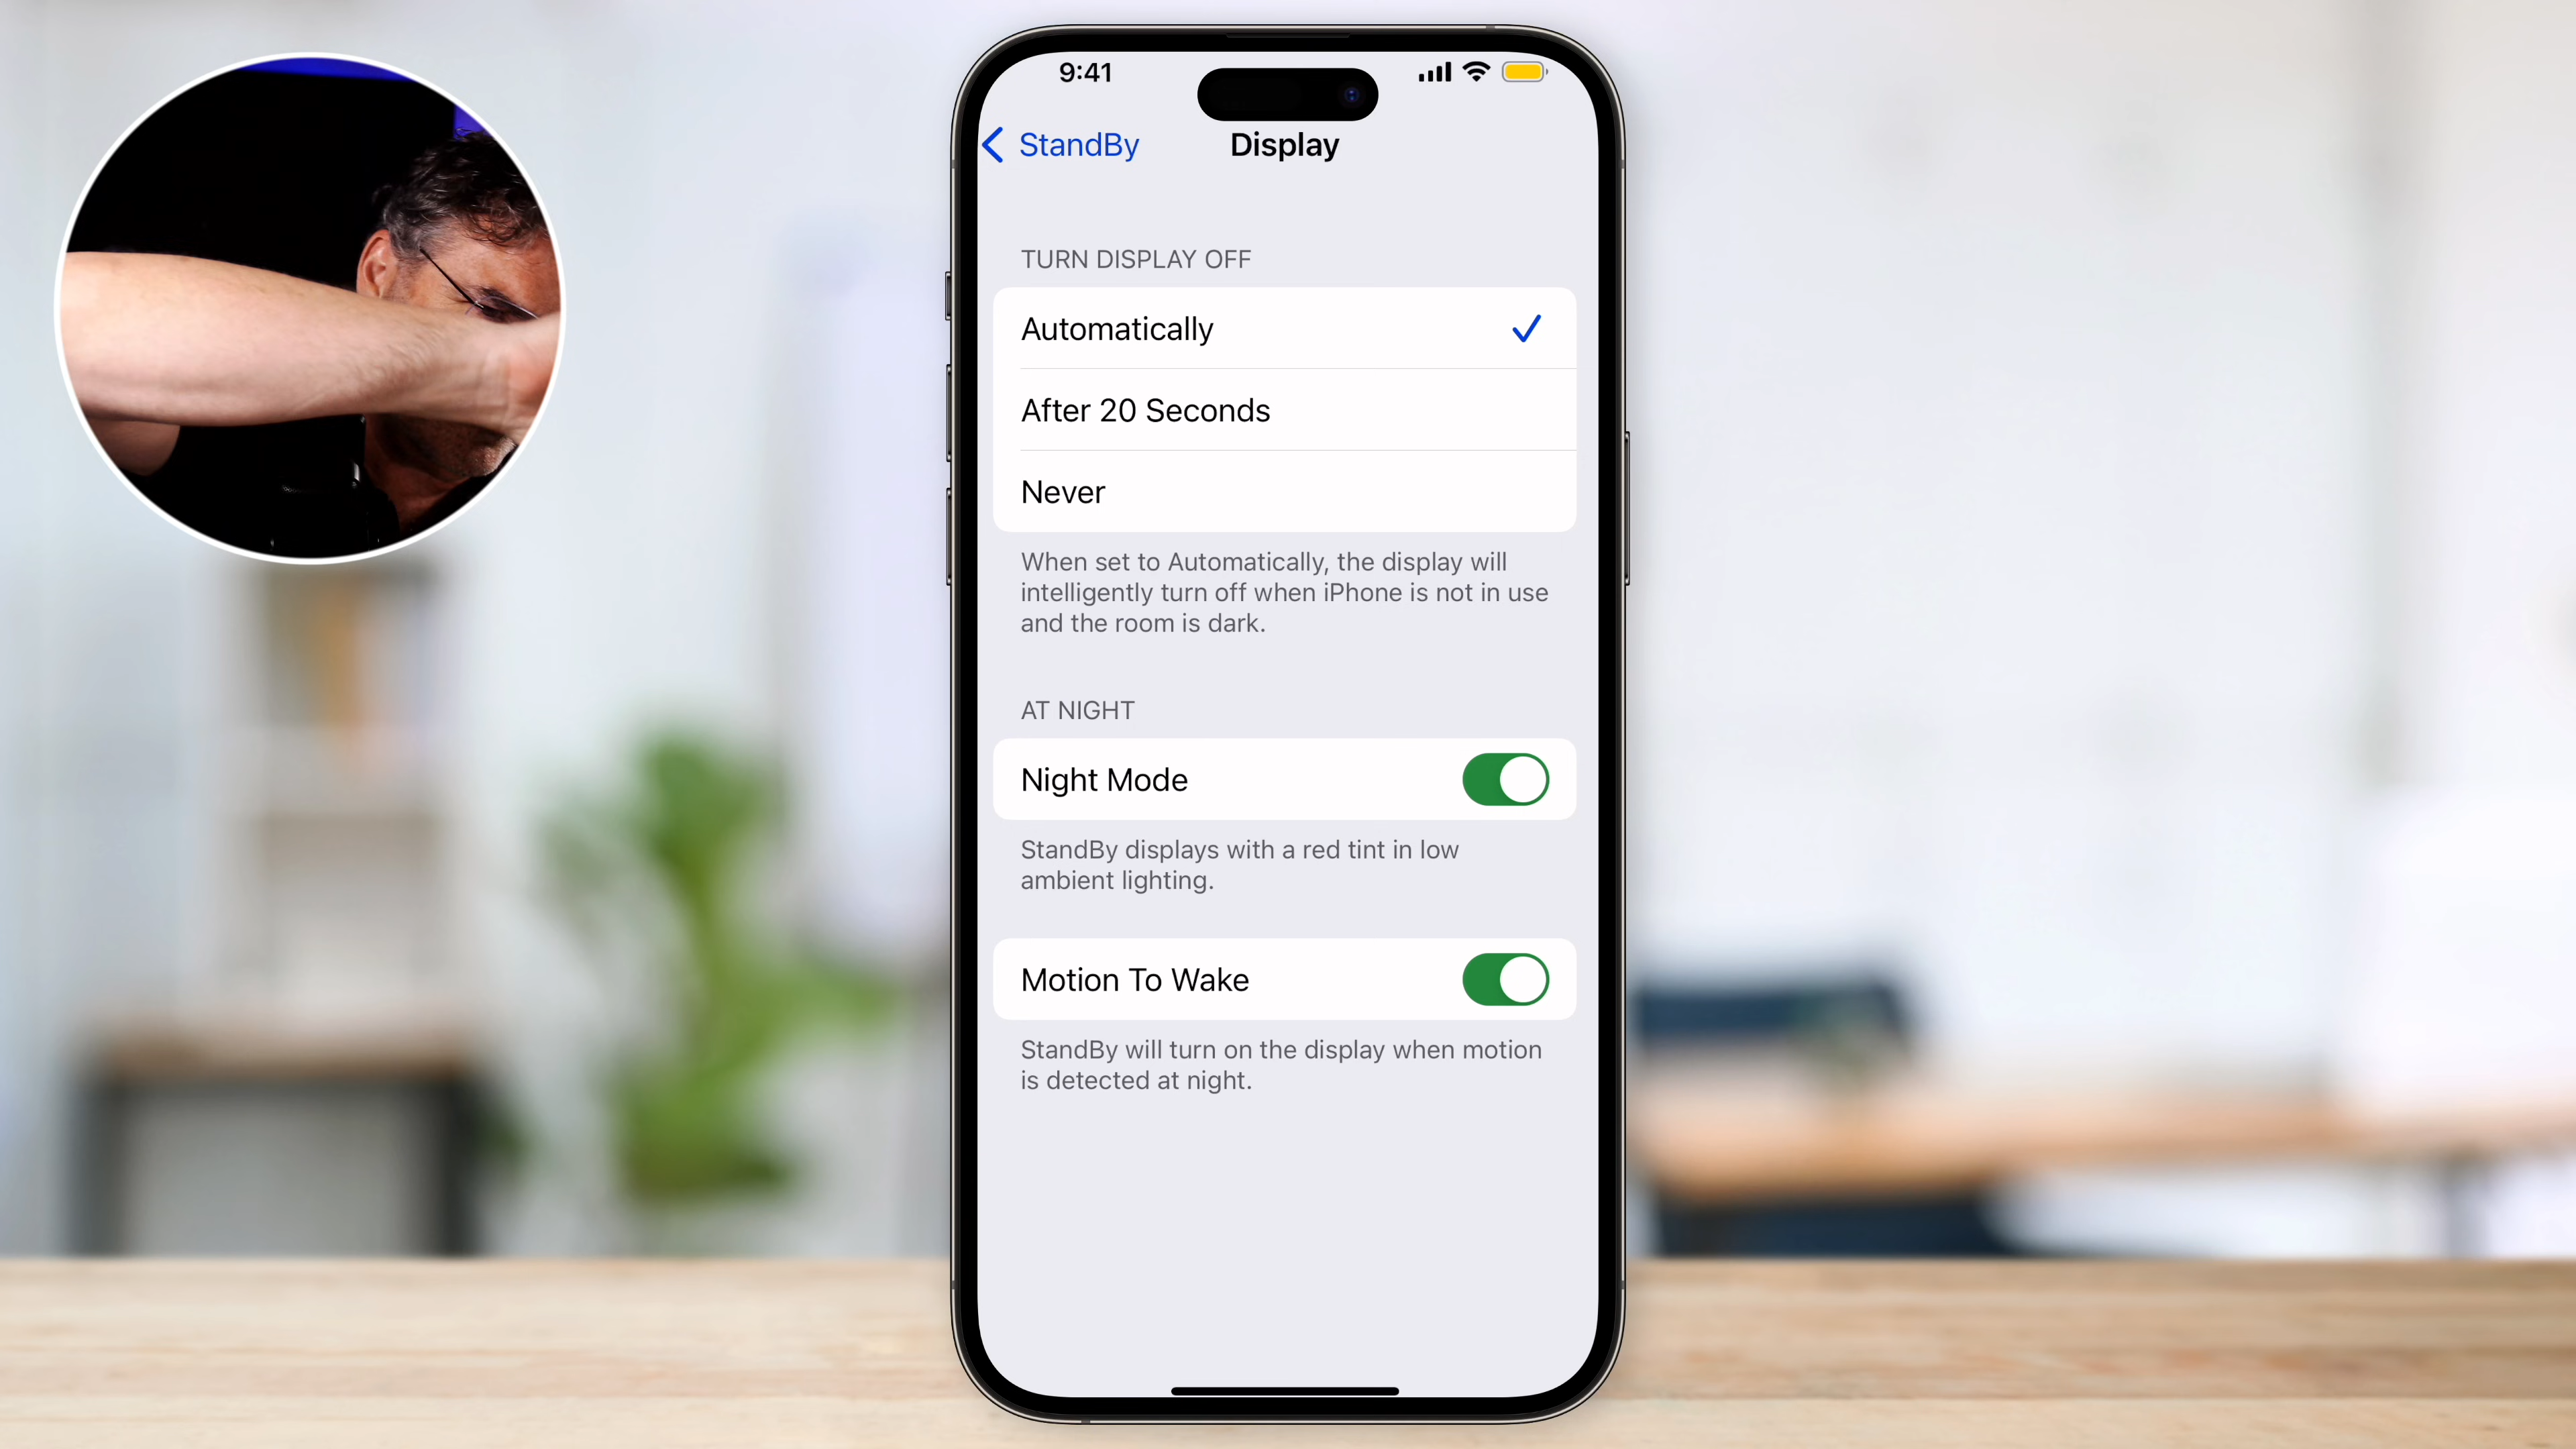 9:41
StandBy
Display
TURN DISPLAY OFF
Automatically
After 20 Seconds
Never
When set to Automatically, the display will
intelligently turn off when iPhone is not in use
and the room is dark.
AT NIGHT
Night Mode
StandBy displays with a red tint in low
ambient lighting.
Motion To Wake
StandBy will turn on the display when motion
is detected at night.